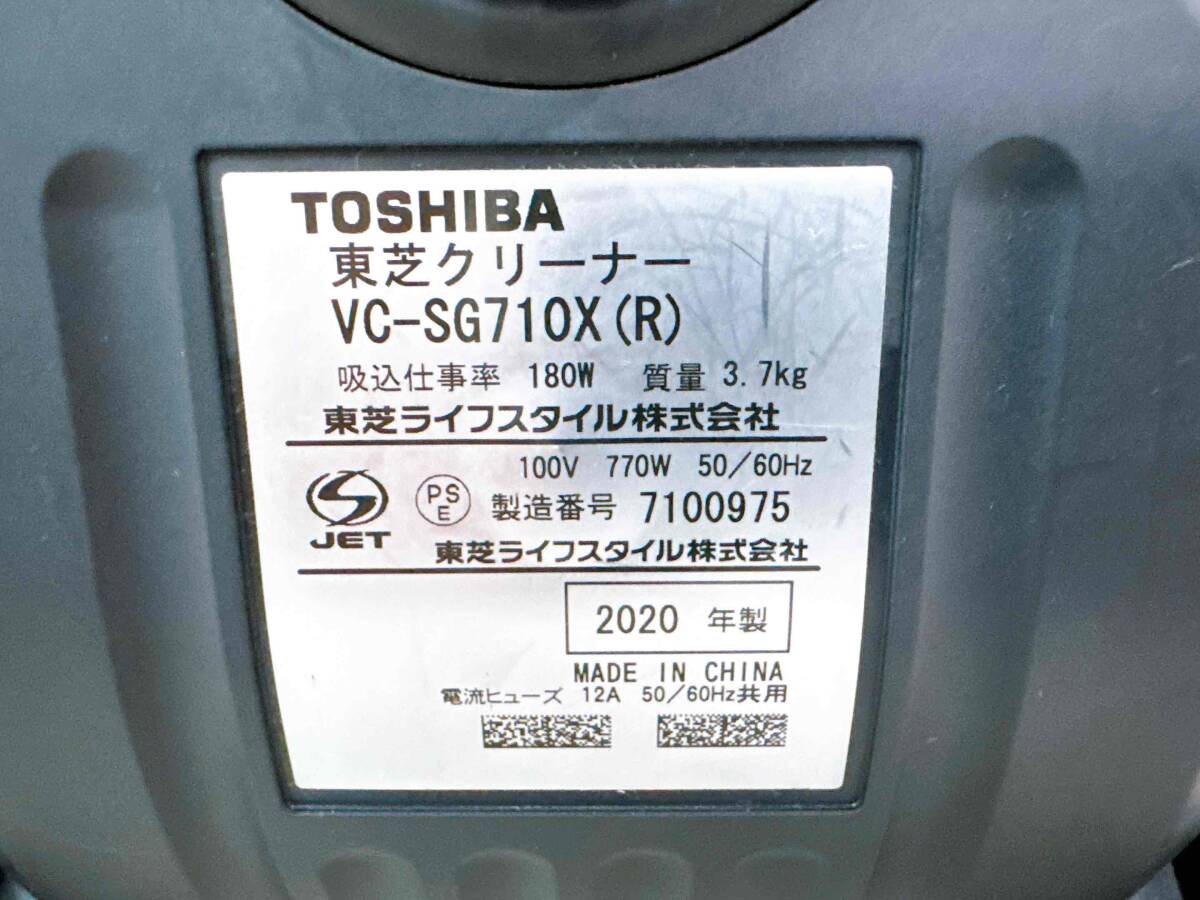 TOSHIBA
東芝クリーナー
VC-SG710X(R)
吸込仕事率 180W 質量 3.7kg
東芝ライフスタイル株式会社
100V 770W 50/60Hz
PS
E
製造番号 7100975
JET
東芝ライフスタイル株式会社
2020 年製
MADE IN CHINA
電流ヒューズ 12A 50/60Hz共用